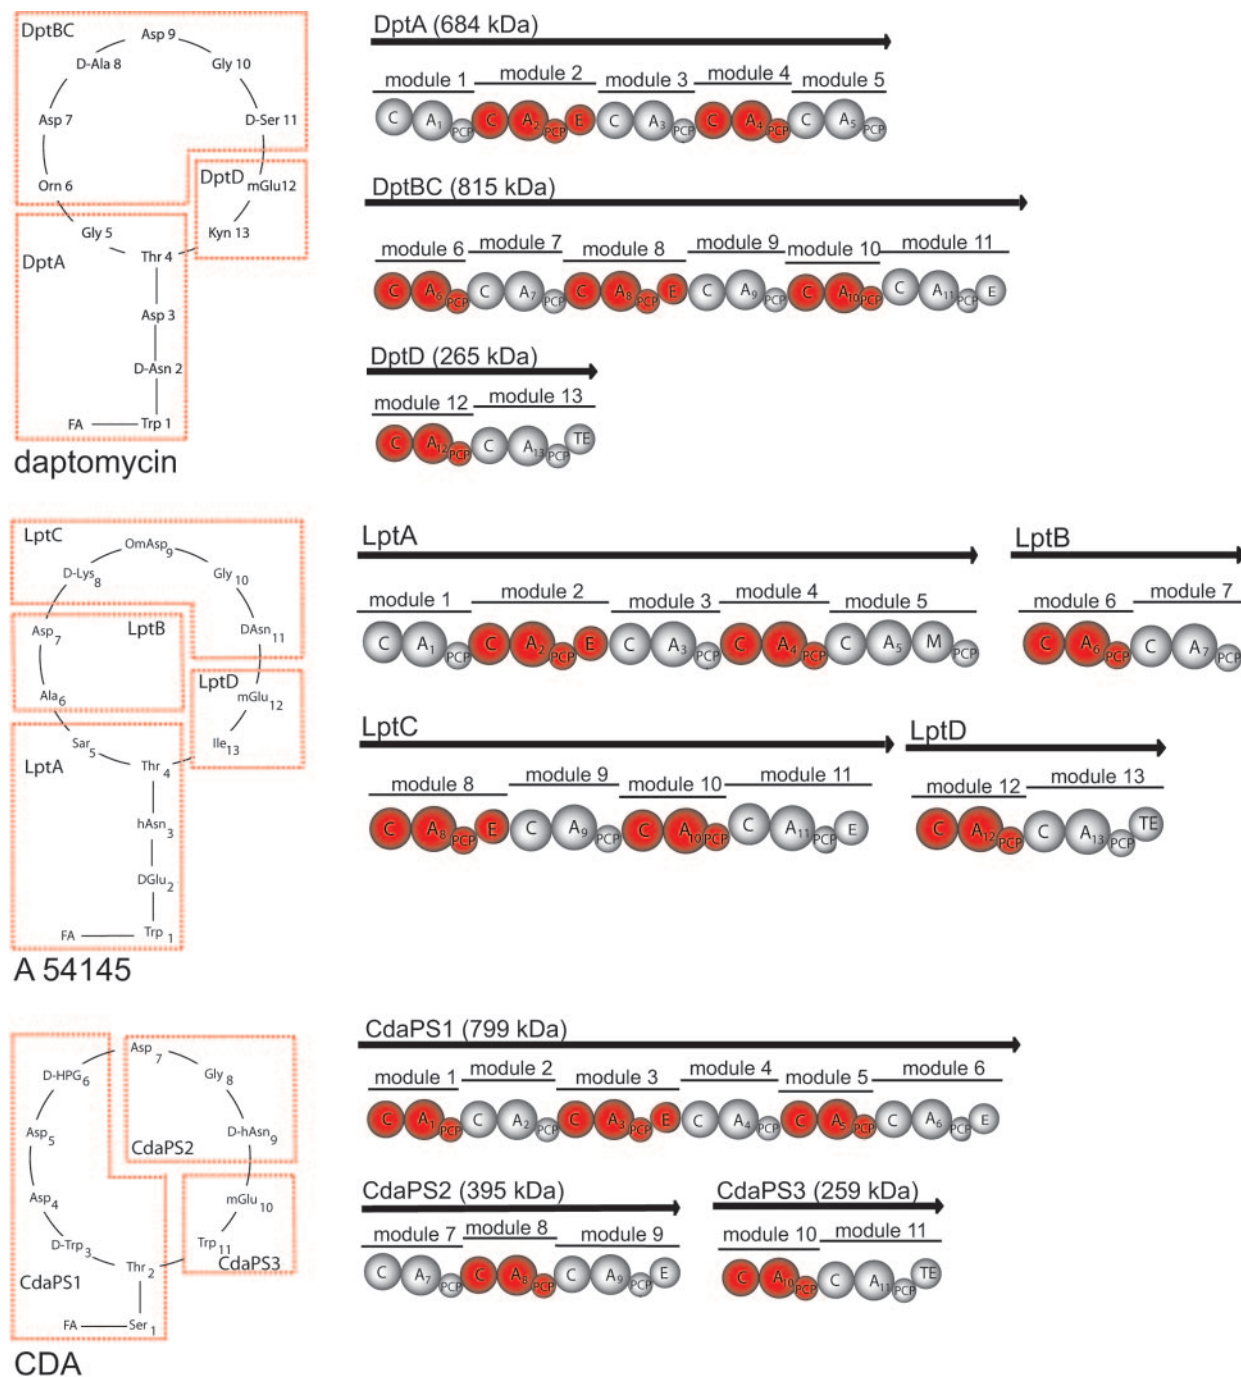 DptBC
Asp 9
D-Ala 8
Gly 10
Asp 7
D-Ser 11
DptD
Orn 6
mGlu12
Gly 5
Kyn 13
DptA
Thr 4
Asp 3
D-Asn 2
FA
Trp 1
daptomycin
DptA (684 kDa)
module 1 module 2 module 3 module 4 module 5
C A1 PCP C A2 PCP E C A3 PCP C A4 PCP C A5 PCP
DptBC (815 kDa)
module 6 module 7 module 8 module 9 module 10 module 11
C A6 PCP C A7 PCP C A8 PCP E C A9 PCP C A10 PCP C A11 PCP E
DptD (265 kDa)
module 12 module 13
C A12 PCP C A13 PCP TE
LptC
OmAsp9
D-Lys8
Gly10
Asp7
LptB
DAsn11
LptD
Ala6
mGlu12
Sar5
Ile13
LptA
Thr4
hAsn3
DGlu2
FA
Trp 1
A 54145
LptA
module 1 module 2 module 3 module 4 module 5
C A1 PCP C A2 PCP E C A3 PCP C A4 PCP C A5 M PCP
LptB
module 6 module 7
C A6 PCP C A7 PCP
LptC
module 8 module 9 module 10 module 11
C A8 PCP E C A9 PCP C A10 PCP C A11 PCP E
LptD
module 12 module 13
C A12 PCP C A13 PCP TE
Asp7
D-HPG6
Gly8
Asp5
D-hAsn9
CdaPS2
Asp4
mGlu10
D-Trp3
Trp11
CdaPS3
CdaPS1
Thr2
FA
Ser1
CDA
CdaPS1 (799 kDa)
module 1 module 2 module 3 module 4 module 5 module 6
C A1 PCP C A2 PCP C A3 PCP E C A4 PCP C A5 PCP C A6 PCP E
CdaPS2 (395 kDa)
module 7 module 8 module 9
C A7 PCP C A8 PCP C A9 PCP E
CdaPS3 (259 kDa)
module 10 module 11
C A10 PCP C A11 PCP TE